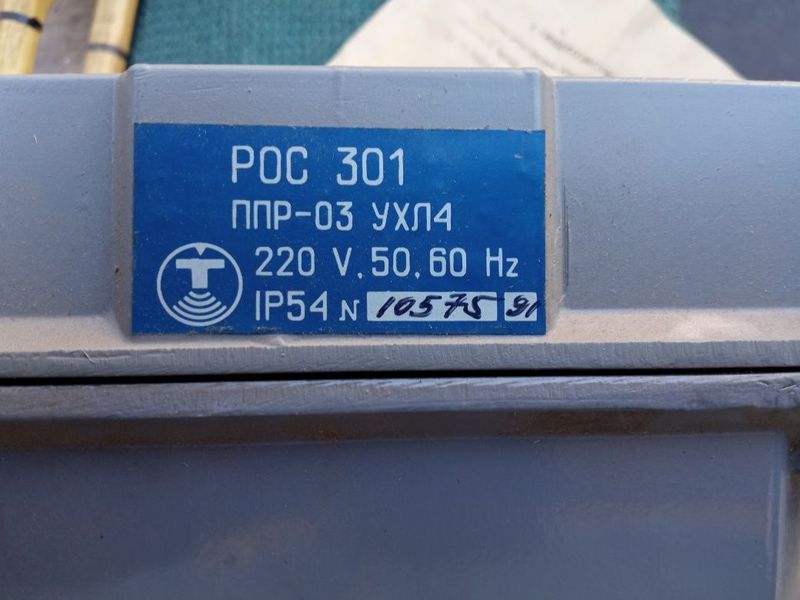 РОС 301
ППР-03 УХЛ4
220 V, 50, 60 Hz
IP54 N 10575 91